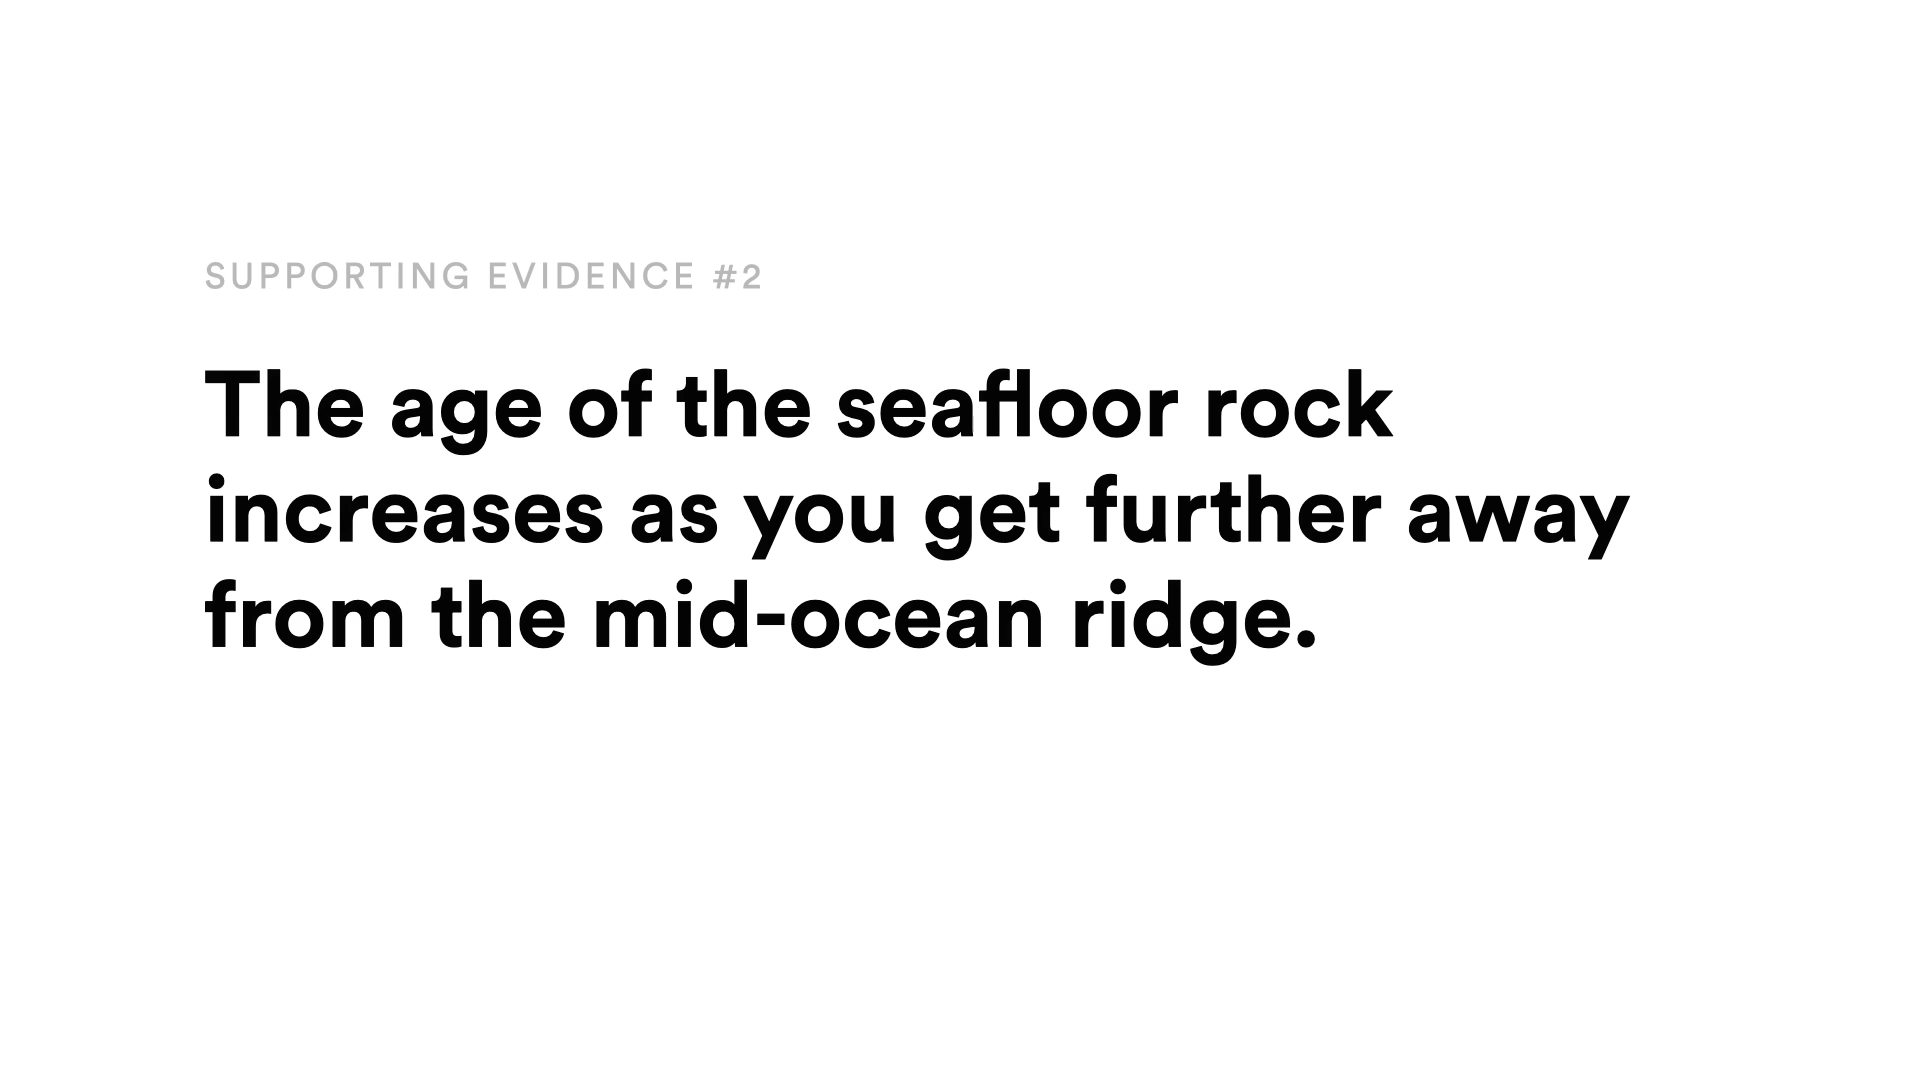 SUPPORTING EVIDENCE #2
The age of the seafloor rock
increases as you get further away
from the mid-ocean ridge.